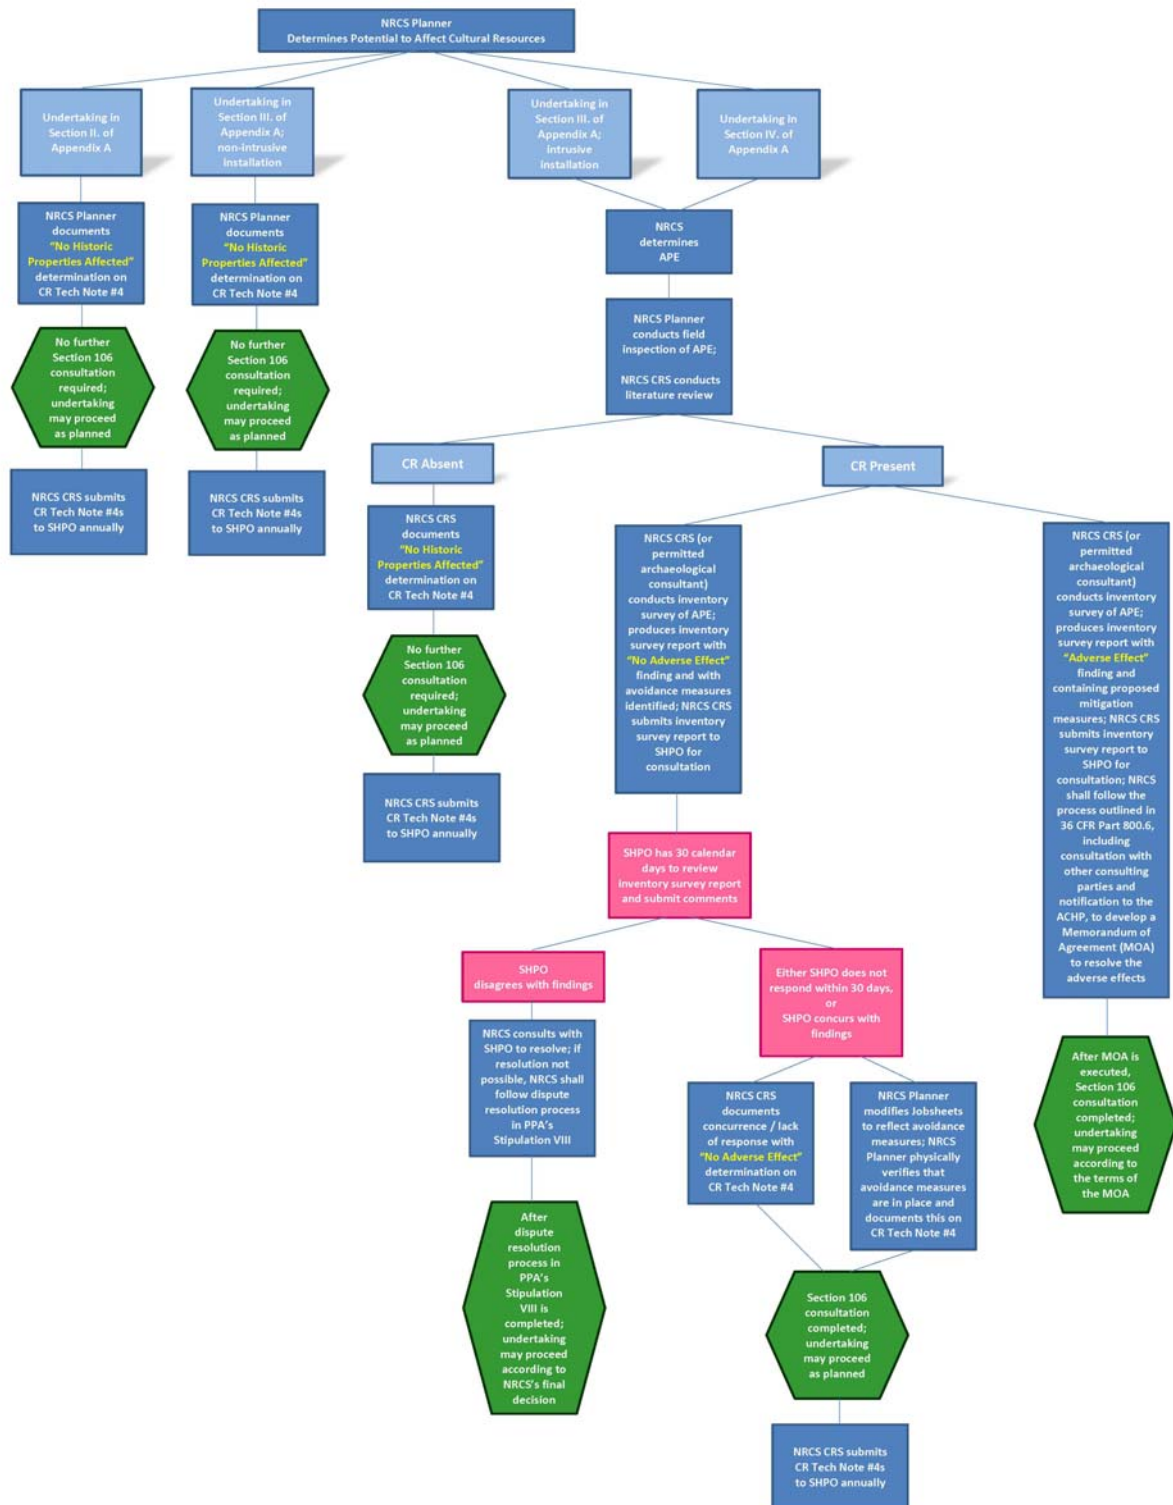 NRCS Planner
Determines Potential to Affect Cultural Resources
Undertaking in
Section II. of
Appendix A
Undertaking in
Section III. of
Appendix A;
non-intrusive
installation
Undertaking in
Section III. of
Appendix A;
intrusive
installation
Undertaking in
Section IV. of
Appendix A
NRCS Planner
documents
"No Historic
Properties Affected"
determination on
CR Tech Note #4
NRCS Planner
documents
"No Historic
Properties Affected"
determination on
CR Tech Note #4
NRCS
determines
APE
No further
Section 106
consultation
required;
undertaking
may proceed
as planned
No further
Section 106
consultation
required;
undertaking
may proceed
as planned
NRCS Planner
conducts field
inspection of APE;
NRCS CRS conducts
literature review
NRCS CRS submits
CR Tech Note #4s
to SHPO annually
NRCS CRS submits
CR Tech Note #4s
to SHPO annually
CR Absent
CR Present
NRCS CRS
documents
"No Historic
Properties Affected"
determination on
CR Tech Note #4
No further
Section 106
consultation
required;
undertaking
may proceed
as planned
NRCS CRS submits
CR Tech Note #4s
to SHPO annually
NRCS CRS (or
permitted
archaeological
consultant)
conducts inventory
survey of APE;
produces inventory
survey report with
"No Adverse Effect"
finding and with
avoidance measures
identified; NRCS CRS
submits inventory
survey report to
SHPO for
consultation
NRCS CRS (or
permitted
archaeological
consultant)
conducts inventory
survey of APE;
produces inventory
survey report with
"Adverse Effect"
finding and
containing proposed
mitigation
measures; NRCS CRS
submits inventory
survey report to
SHPO for
consultation; NRCS
shall follow the
process outlined in
36 CFR Part 800.6,
including
consultation with
other consulting
parties and
notification to the
ACHP, to develop a
Memorandum of
Agreement (MOA)
to resolve the
adverse effects
SHPO has 30 calendar
days to review
inventory survey report
and submit comments
SHPO
disagrees with findings
Either SHPO does not
respond within 30 days,
or
SHPO concurs with
findings
NRCS consults with
SHPO to resolve; if
resolution not
possible, NRCS shall
follow dispute
resolution process
in PPA's
Stipulation VIII
NRCS CRS
documents
concurrence / lack
of response with
"No Adverse Effect"
determination on
CR Tech Note #4
NRCS Planner
modifies Jobsheets
to reflect avoidance
measures; NRCS
Planner physically
verifies that
avoidance measures
are in place and
documents this on
CR Tech Note #4
After MOA is
executed,
Section 106
consultation
completed;
undertaking
may proceed
according to
the terms of
the MOA
After
dispute
resolution
process in
PPA's
Stipulation
VIII is
completed;
undertaking
may proceed
according to
NRCS's final
decision
Section 106
consultation
completed;
undertaking
may proceed
as planned
NRCS CRS submits
CR Tech Note #4s
to SHPO annually